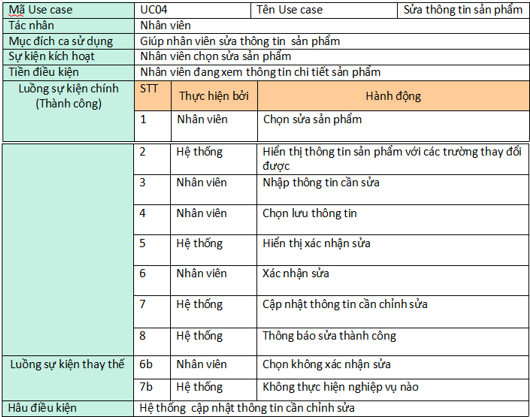 Mã Use case UC04 Tên Use case Sửa thông tin sản phẩm
Tác nhân Nhân viên
Mục đích ca sử dụng Giúp nhân viên sửa thông tin sản phẩm
Sự kiện kích hoạt Nhân viên chọn sửa sản phẩm
Tiền điều kiện Nhân viên đang xem thông tin chi tiết sản phẩm
Luồng sự kiện chính
(Thành công)
STT Thực hiện bởi Hành động
1 Nhân viên Chọn sửa sản phẩm
2 Hệ thống Hiển thị thông tin sản phẩm với các trường thay đổi
được
3 Nhân viên Nhập thông tin cần sửa
4 Nhân viên Chọn lưu thông tin
5 Hệ thống Hiển thị xác nhận sửa
6 Nhân viên Xác nhận sửa
7 Hệ thống Cập nhật thông tin cần chỉnh sửa
8 Hệ thống Thông báo sửa thành công
Luồng sự kiện thay thế 6b Nhân viên Chọn không xác nhận sửa
7b Hệ thống Không thực hiện nghiệp vụ nào
Hậu điều kiện Hệ thống cập nhật thông tin cần chỉnh sửa